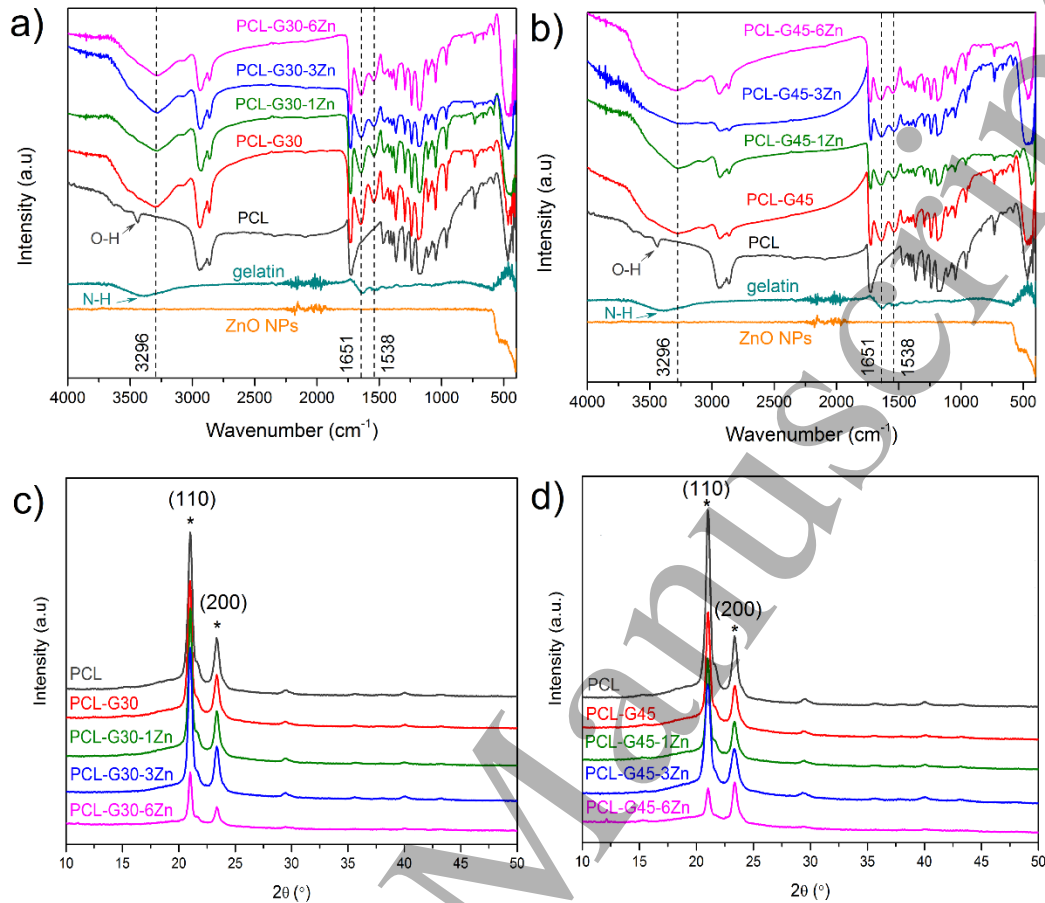 a)
PCL-G30-6Zn
PCL-G30-3Zn
PCL-G30-1Zn
PCL-G30
PCL
O-H
gelatin
N-H
ZnO NPs
3296
1651
1538
Intensity (a.u)
4000 3500 3000 2500 2000 1500 1000 500
Wavenumber (cm⁻¹)
b)
PCL-G45-6Zn
PCL-G45-3Zn
PCL-G45-1Zn
PCL-G45
PCL
O-H
gelatin
N-H
ZnO NPs
3296
1651
1538
Intensity (a.u)
4000 3500 3000 2500 2000 1500 1000 500
Wavenumber (cm⁻¹)
c)
(110)
*
(200)
*
PCL
PCL-G30
PCL-G30-1Zn
PCL-G30-3Zn
PCL-G30-6Zn
Intensity (a.u)
10 15 20 25 30 35 40 45 50
2θ (°)
d)
(110)
*
(200)
*
PCL
PCL-G45
PCL-G45-1Zn
PCL-G45-3Zn
PCL-G45-6Zn
Intensity (a.u.)
10 15 20 25 30 35 40 45 50
2θ (°)
Manuscrip